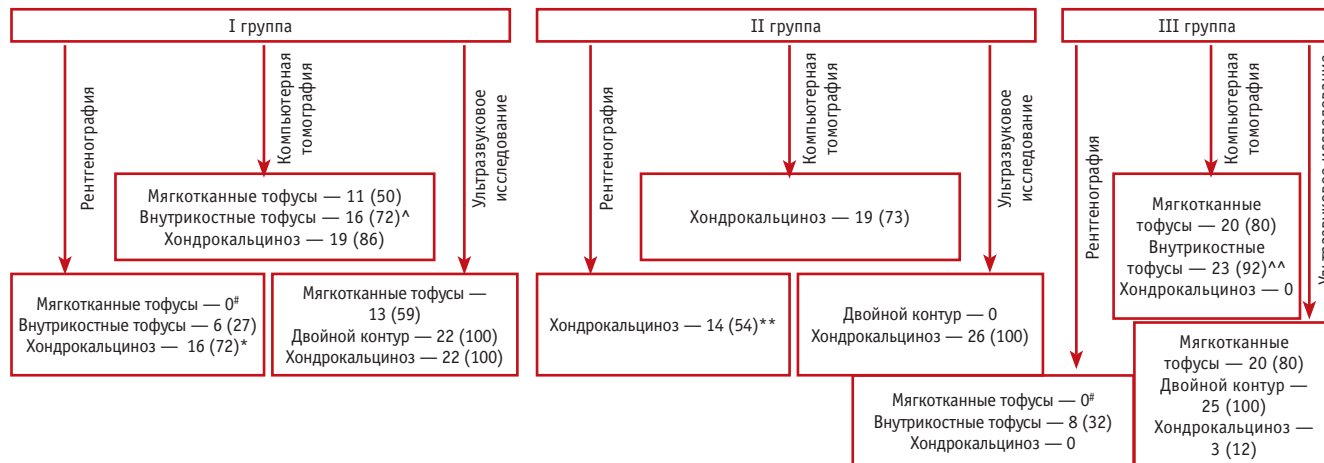 I группа
Рентгенография
Компьютерная
томография
Ультразвуковое
исследование
Мягкотканные тофусы — 11 (50)
Внутрикостные тофусы — 16 (72)^
Хондрокальциноз — 19 (86)
Мягкотканные тофусы — 0#
Внутрикостные тофусы — 6 (27)
Хондрокальциноз — 16 (72)*
Мягкотканные тофусы —
13 (59)
Двойной контур — 22 (100)
Хондрокальциноз — 22 (100)
II группа
Рентгенография
Компьютерная
томография
Ультразвуковое
исследование
Хондрокальциноз — 19 (73)
Хондрокальциноз — 14 (54)**
Двойной контур — 0
Хондрокальциноз — 26 (100)
III группа
Рентгенография
Компьютерная
томография
Мягкотканные
тофусы — 20 (80)
Внутрикостные
тофусы — 23 (92)^^
Хондрокальциноз — 0
Мягкотканные тофусы — 0#
Внутрикостные тофусы — 8 (32)
Хондрокальциноз — 0
Мягкотканные
тофусы — 20 (80)
Двойной контур —
25 (100)
Хондрокальциноз —
3 (12)